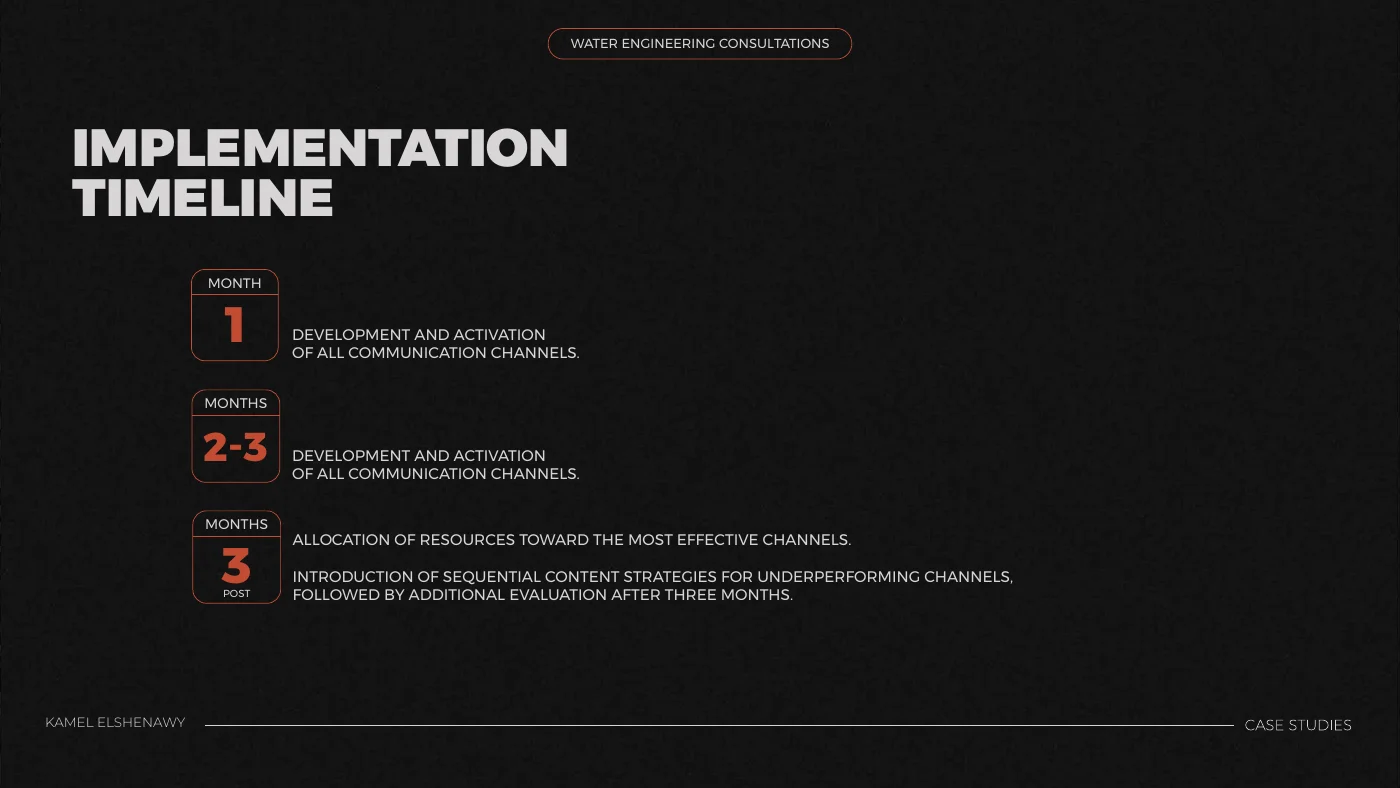 WATER ENGINEERING CONSULTATIONS
IMPLEMENTATION
TIMELINE
MONTH
1
DEVELOPMENT AND ACTIVATION
OF ALL COMMUNICATION CHANNELS.
MONTHS
2-3
DEVELOPMENT AND ACTIVATION
OF ALL COMMUNICATION CHANNELS.
MONTHS
3
POST
ALLOCATION OF RESOURCES TOWARD THE MOST EFFECTIVE CHANNELS.
INTRODUCTION OF SEQUENTIAL CONTENT STRATEGIES FOR UNDERPERFORMING CHANNELS,
FOLLOWED BY ADDITIONAL EVALUATION AFTER THREE MONTHS.
KAMEL ELSHENAWY
CASE STUDIES